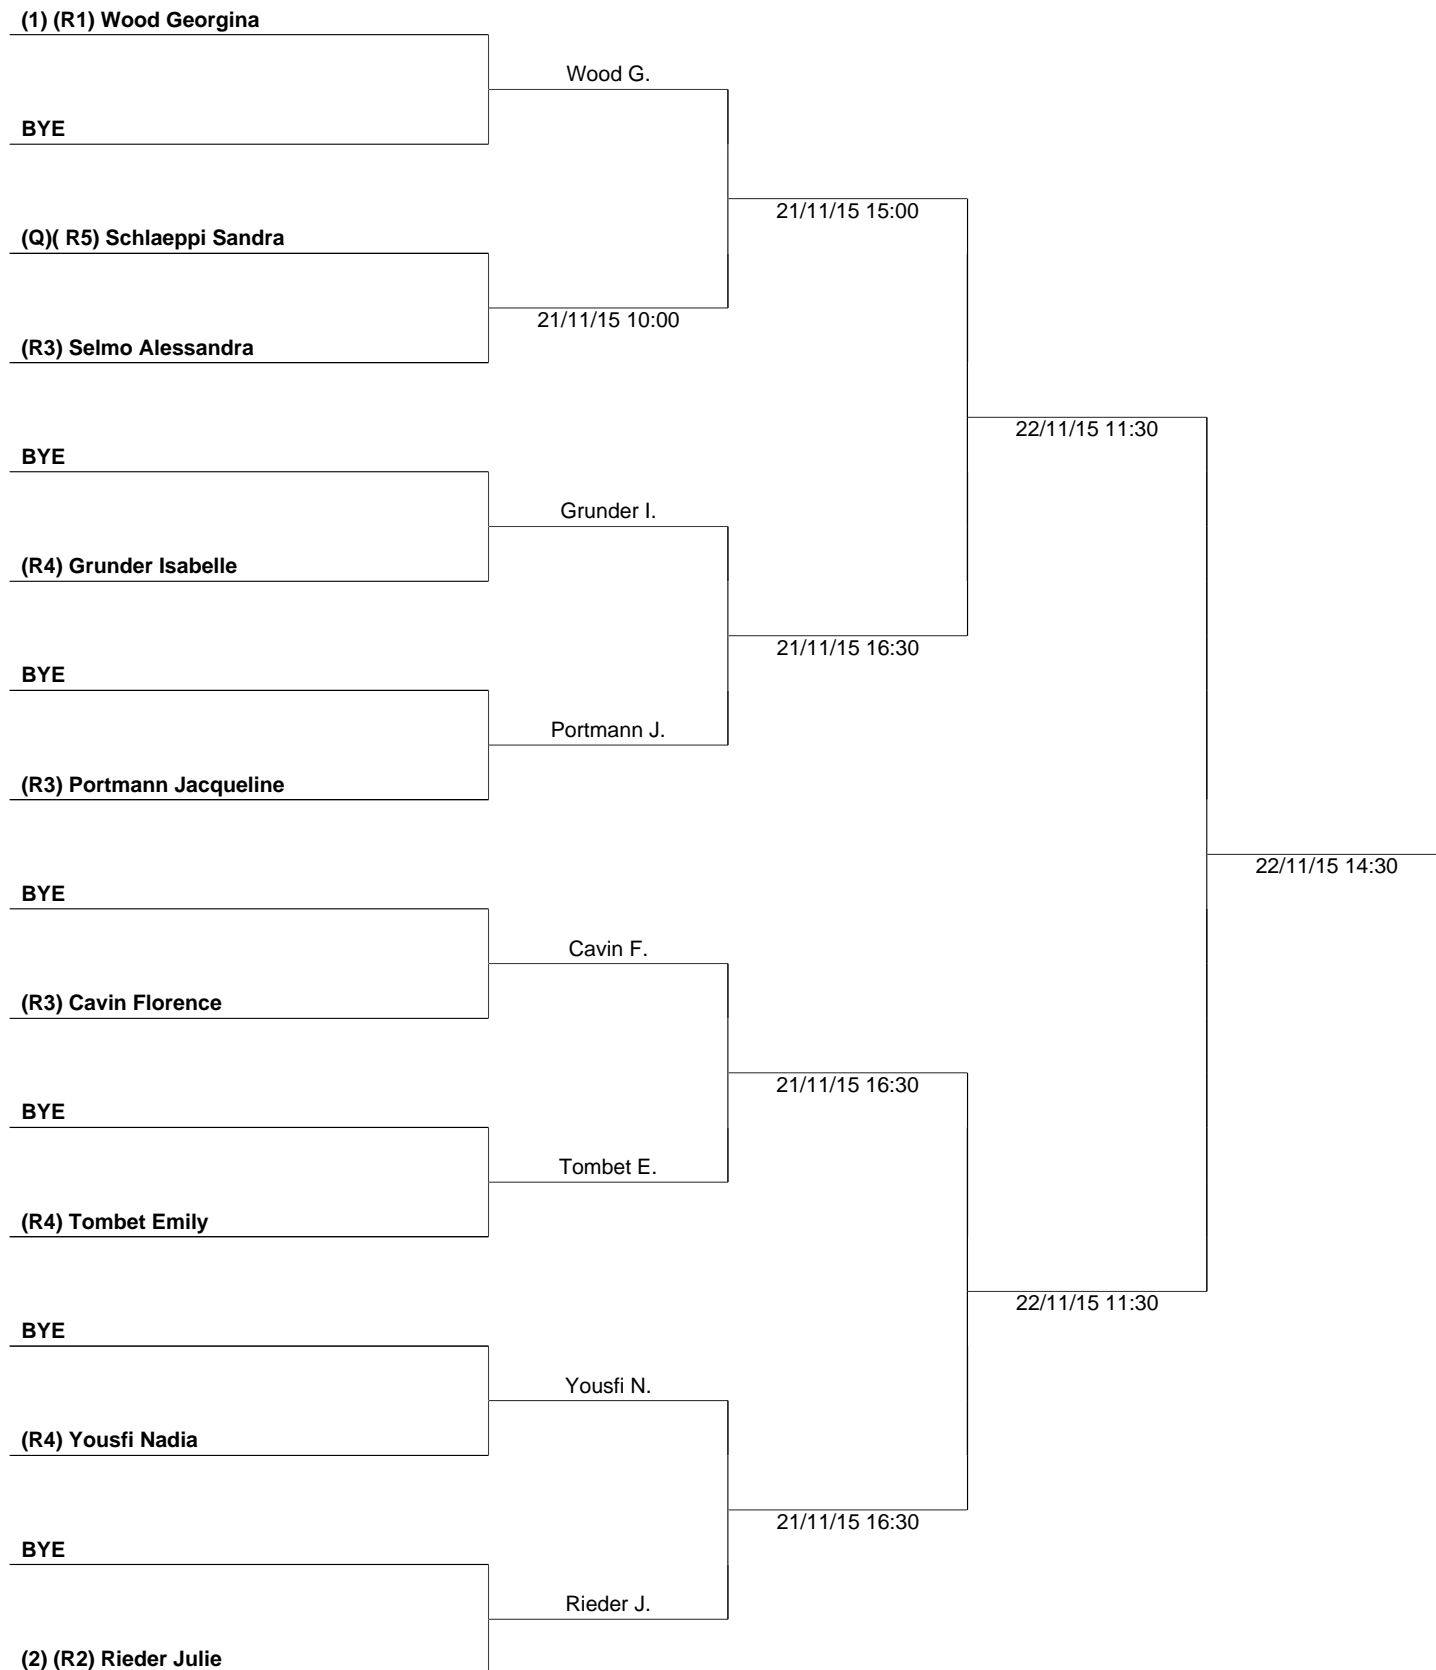 (1) (R1) Wood Georgina
Wood G.
BYE
21/11/15 15:00
(Q)( R5) Schlaeppi Sandra
21/11/15 10:00
(R3) Selmo Alessandra
22/11/15 11:30
BYE
Grunder I.
(R4) Grunder Isabelle
21/11/15 16:30
BYE
Portmann J.
(R3) Portmann Jacqueline
22/11/15 14:30
BYE
Cavin F.
(R3) Cavin Florence
21/11/15 16:30
BYE
Tombet E.
(R4) Tombet Emily
22/11/15 11:30
BYE
Yousfi N.
(R4) Yousfi Nadia
21/11/15 16:30
BYE
Rieder J.
(2) (R2) Rieder Julie